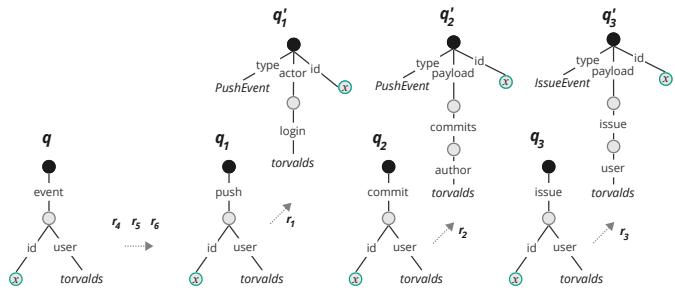 q'1 q'2 q'3
type actor id
PushEvent x
login
torvalds
type payload id
PushEvent x
commits
author
torvalds
type payload id
IssueEvent x
issue
user
torvalds
q
event
id user
x torvalds
r4 r5 r6
q1
push
id user
x torvalds
r1
q2
commit
id user
x torvalds
r2
q3
issue
id user
x torvalds
r3